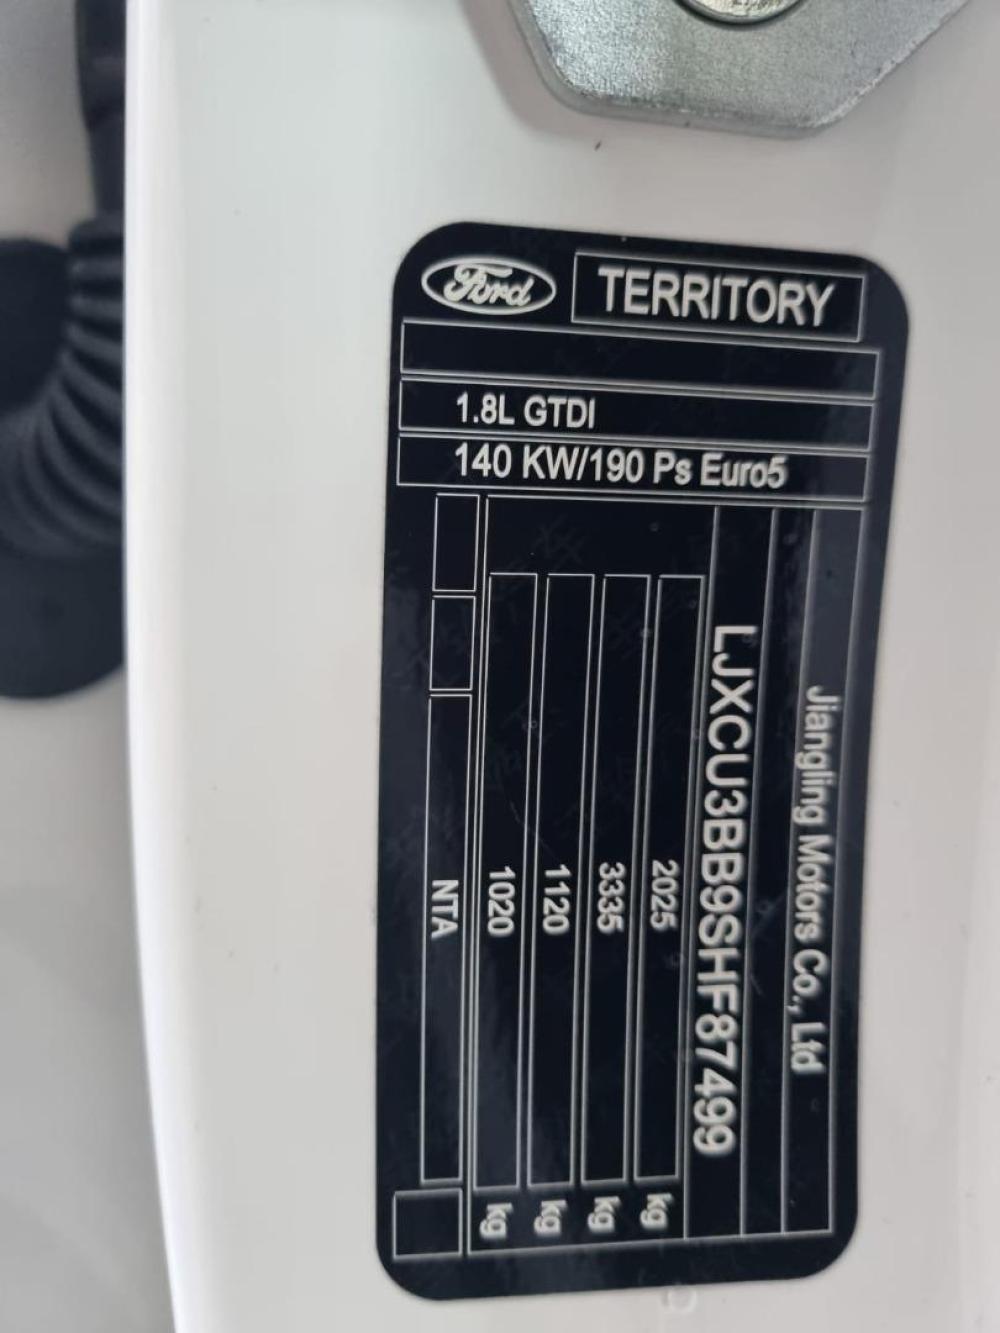 Ford
TERRITORY
1.8L GTDI
140 KW/190 Ps Euro5
Jiangling Motors Co., Ltd
LJXCU3BB9SHF87499
2025 kg
3335 kg
1120 kg
1020 kg
NTA